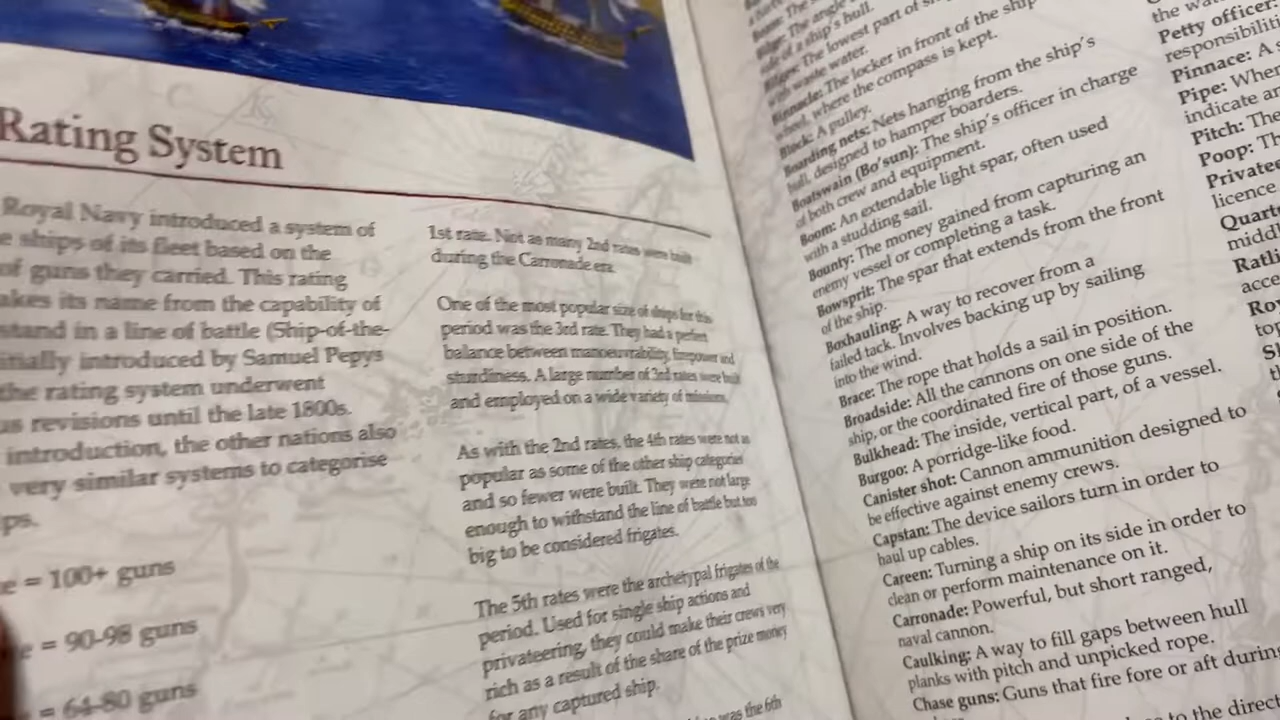 Rating System
Royal Navy introduced a system of
ships of its fleet based on the
of guns they carried. This rating
takes its name from the capability of
stand in a line of battle (Ship-of-the-
initially introduced by Samuel Pepys
the rating system underwent
revisions until the late 1800s.
introduction, the other nations also
very similar systems to categorise
= 100+ guns
= 90-98 guns
= 64-80 guns
1st rate. Not as many 2nd rates were built
during the Carronade era.
One of the most popular size of ships for this
period was the 3rd rate. They had a perfect
balance between manoeuvrability, firepower and
sturdiness. A large number of 3rd rates were built
and employed on a wide variety of missions.
As with the 2nd rates, the 4th rates were not as
popular as some of the other ship categories
and so fewer were built. They were not large
enough to withstand the line of battle but too
big to be considered frigates.
The 5th rates were the archetypal frigates of the
period. Used for single ship actions and
privateering, they could make their crews very
rich as a result of the share of the prize money
for any captured ship.
was the 6th
The angle
of a ship's hull.
The lowest part of
waste water.
The locker in front of the ship's
wheel, where the compass is kept.
Block: A pulley.
Boarding nets: Nets hanging from the ship's
hull, designed to hamper boarders.
Boatswain (Bo'sun): The ship's officer in charge
of both crew and equipment.
Boom: An extendable light spar, often used
with a studding sail.
Bounty: The money gained from capturing an
enemy vessel or completing a task.
Bowsprit: The spar that extends from the front
of the ship.
Boxhauling: A way to recover from a
failed tack. Involves backing up by sailing
into the wind.
Brace: The rope that holds a sail in position.
Broadside: All the cannons on one side of the
ship, or the coordinated fire of those guns.
Bulkhead: The inside, vertical part, of a vessel.
Burgoo: A porridge-like food.
Canister shot: Cannon ammunition designed to
be effective against enemy crews.
Capstan: The device sailors turn in order to
haul up cables.
Careen: Turning a ship on its side in order to
clean or perform maintenance on it.
Carronade: Powerful, but short ranged,
naval cannon.
Caulking: A way to fill gaps between hull
planks with pitch and unpicked rope.
Chase guns: Guns that fire fore or aft during
to the direct
the wa
Petty officer:
responsibiliti
Pinnace: A
Pipe: When
indicate an
Pitch: The
Poop: Th
Privatee
licence
Quart
middl
Ratli
acce
Ro
to
S
th